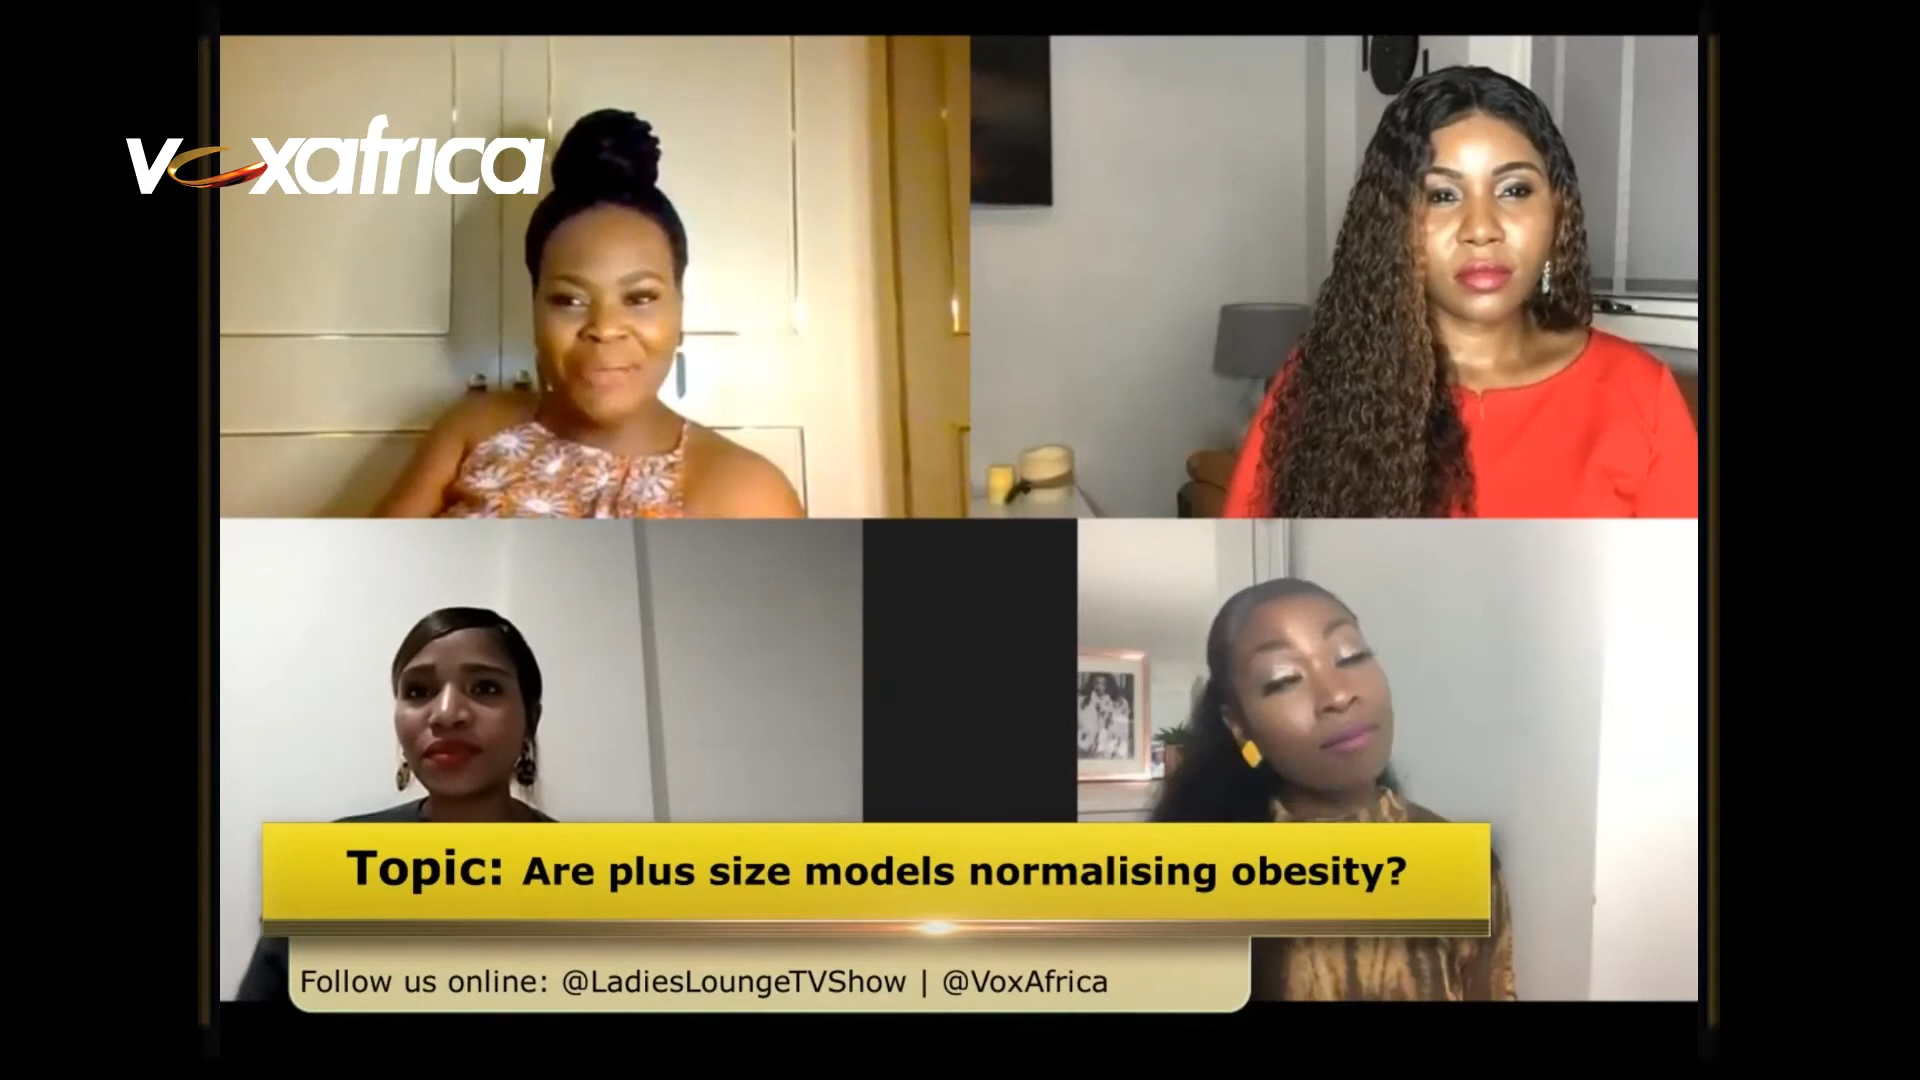 voxafrica
Topic: Are plus size models normalising obesity?
Follow us online: @LadiesLoungeTVShow | @VoxAfrica